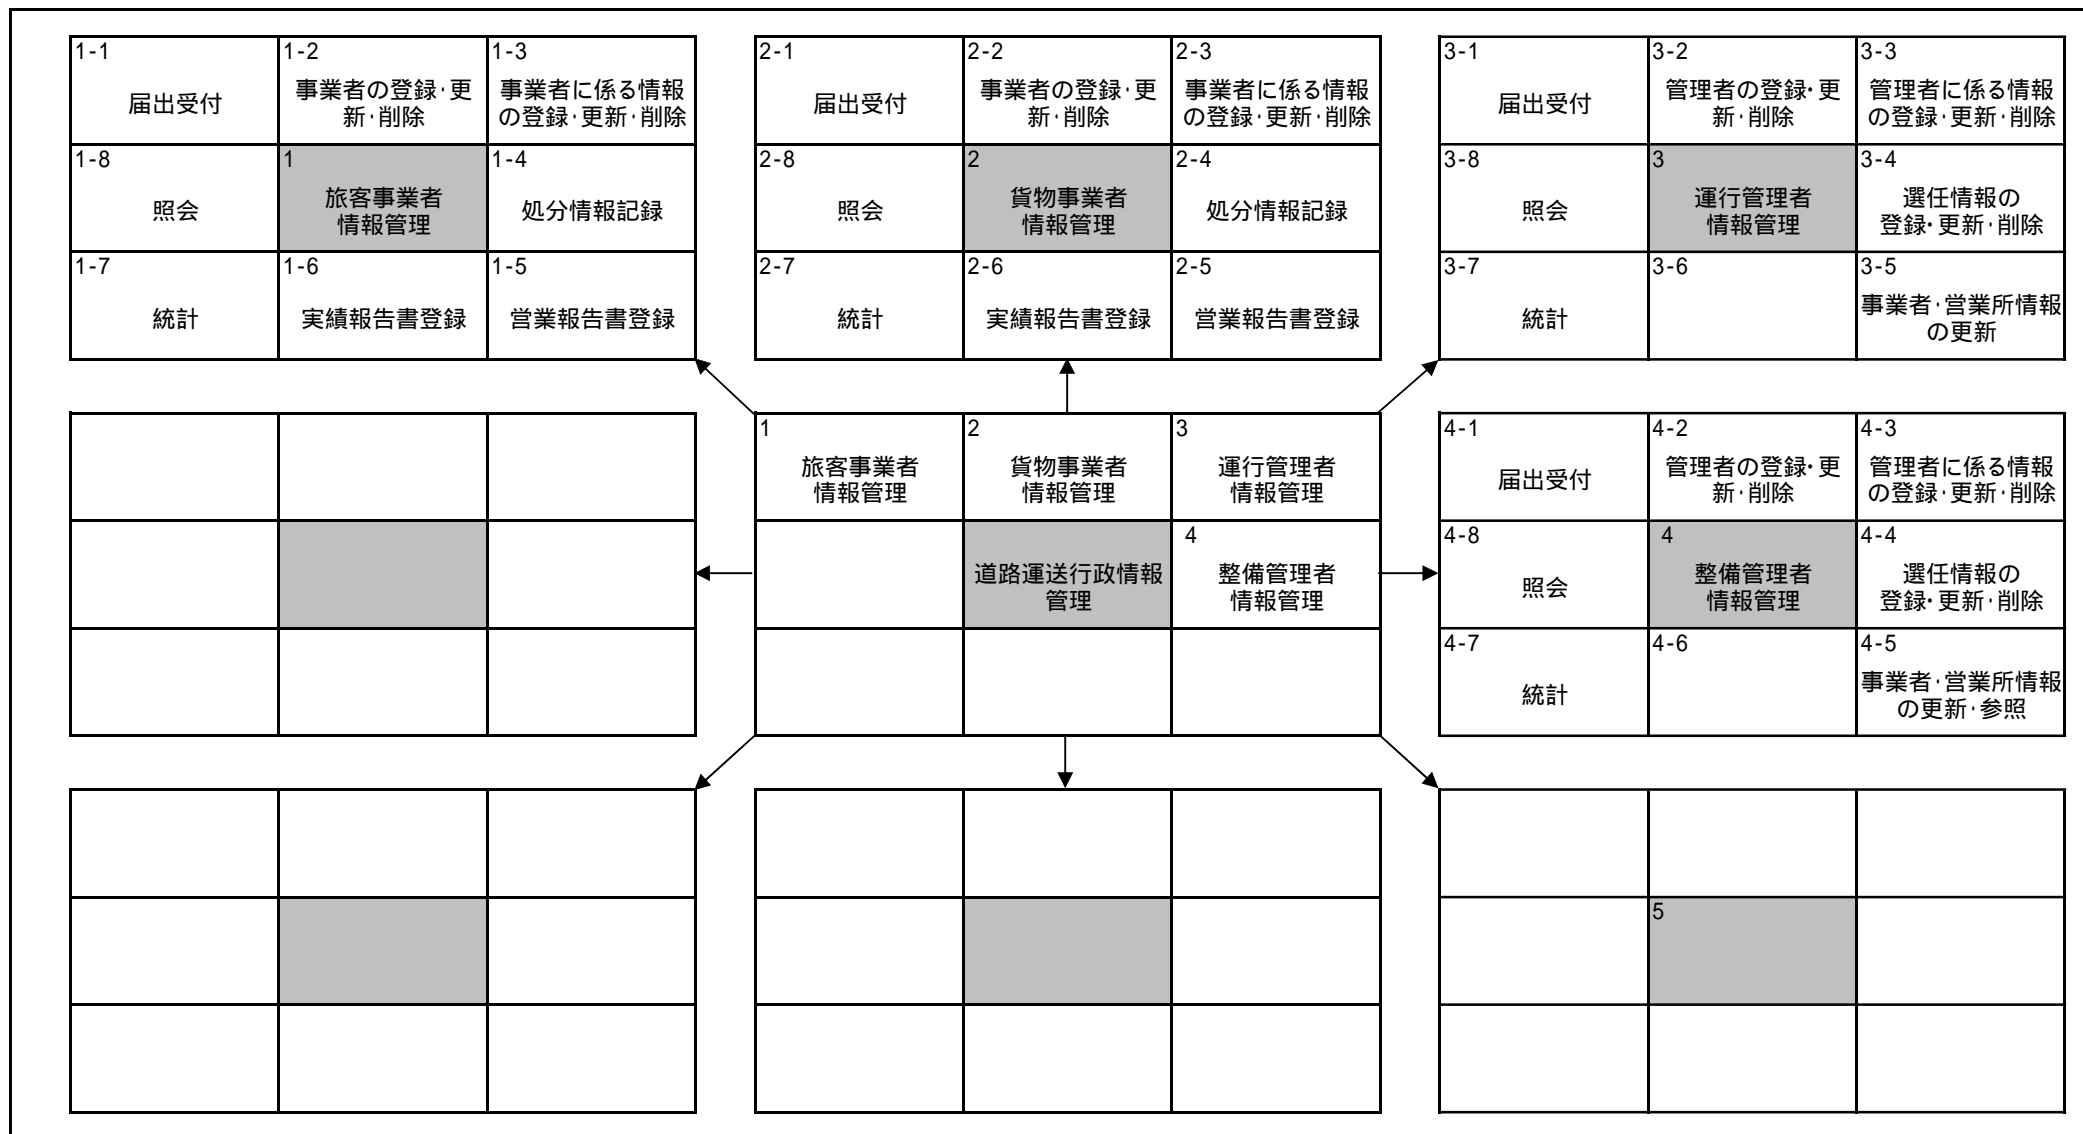 1-1
届出受付
1-2
事業者の登録・更
新・削除
1-3
事業者に係る情報
の登録・更新・削除
1-8
照会
1
旅客事業者
情報管理
1-4
処分情報記録
1-7
統計
1-6
実績報告書登録
1-5
営業報告書登録
2-1
届出受付
2-2
事業者の登録・更
新・削除
2-3
事業者に係る情報
の登録・更新・削除
2-8
照会
2
貨物事業者
情報管理
2-4
処分情報記録
2-7
統計
2-6
実績報告書登録
2-5
営業報告書登録
3-1
届出受付
3-2
管理者の登録・更
新・削除
3-3
管理者に係る情報
の登録・更新・削除
3-8
照会
3
運行管理者
情報管理
3-4
選任情報の
登録・更新・削除
3-7
統計
3-6
3-5
事業者・営業所情報
の更新
1
旅客事業者
情報管理
2
貨物事業者
情報管理
3
運行管理者
情報管理
道路運送行政情報
管理
4
整備管理者
情報管理
4-1
届出受付
4-2
管理者の登録・更
新・削除
4-3
管理者に係る情報
の登録・更新・削除
4-8
照会
4
整備管理者
情報管理
4-4
選任情報の
登録・更新・削除
4-7
統計
4-6
4-5
事業者・営業所情報
の更新・参照
5